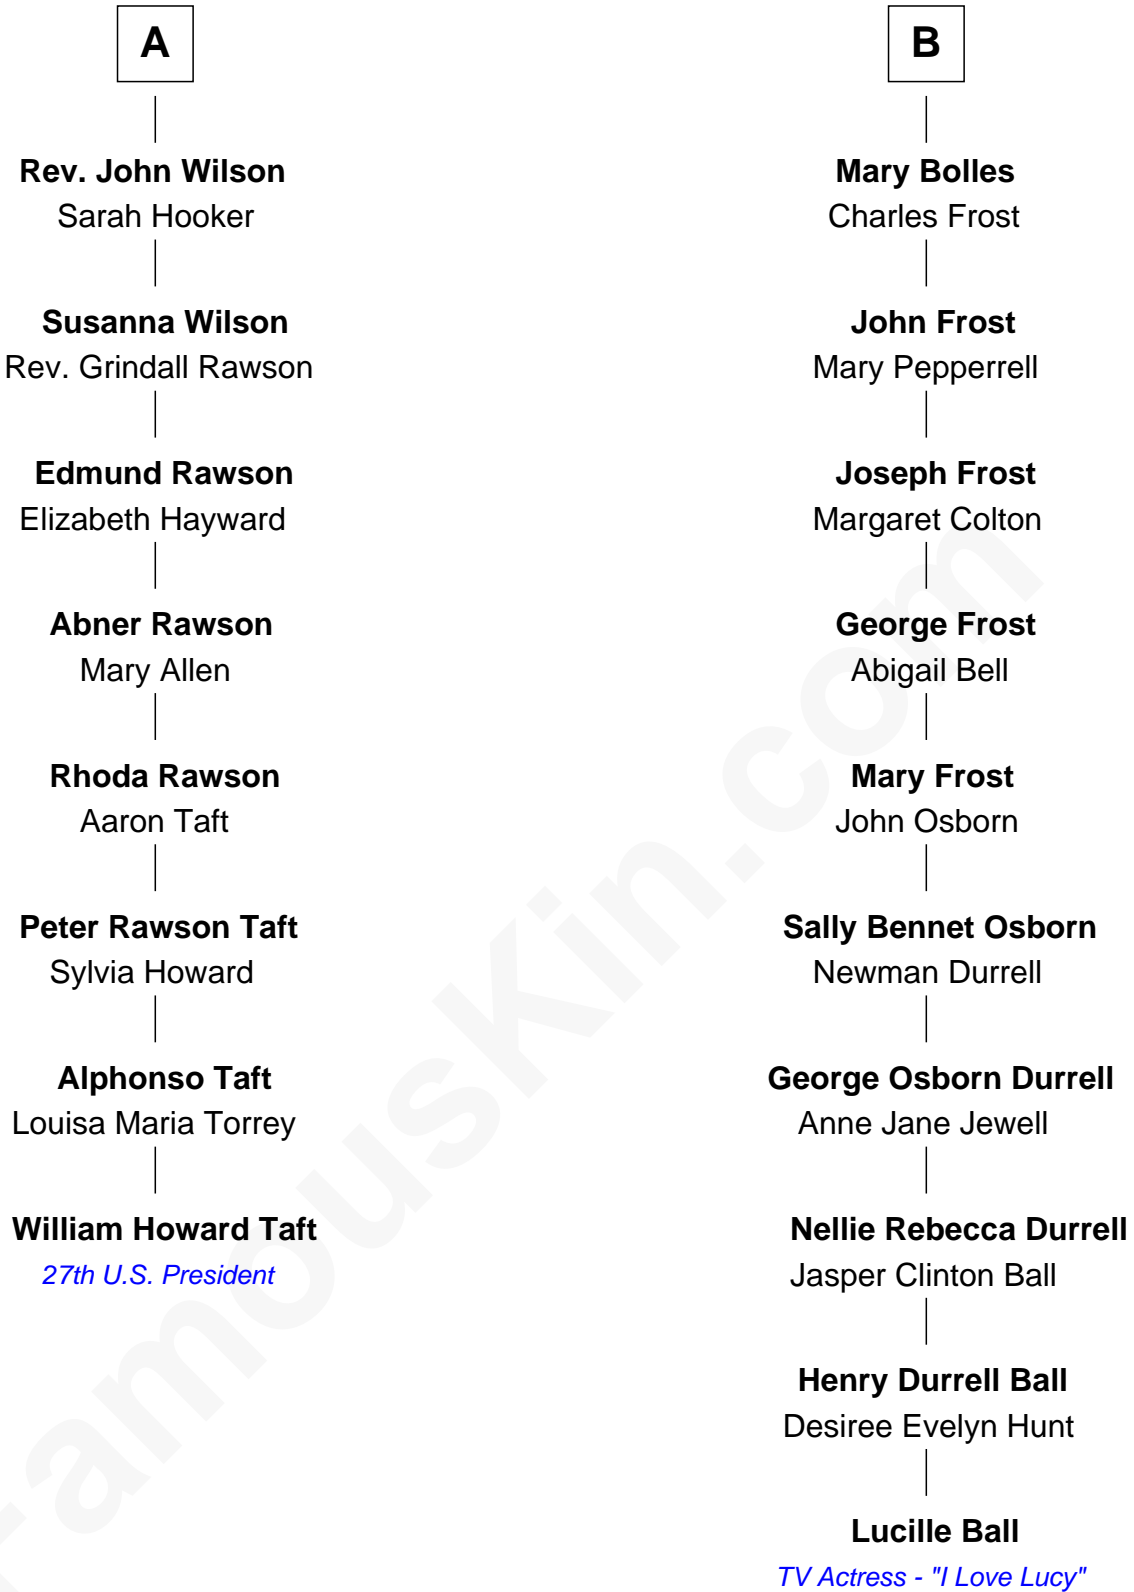 A
Rev. John Wilson
Sarah Hooker
Susanna Wilson
Rev. Grindall Rawson
Edmund Rawson
Elizabeth Hayward
Abner Rawson
Mary Allen
Rhoda Rawson
Aaron Taft
Peter Rawson Taft
Sylvia Howard
Alphonso Taft
Louisa Maria Torrey
William Howard Taft
27th U.S. President
B
Mary Bolles
Charles Frost
John Frost
Mary Pepperrell
Joseph Frost
Margaret Colton
George Frost
Abigail Bell
Mary Frost
John Osborn
Sally Bennet Osborn
Newman Durrell
George Osborn Durrell
Anne Jane Jewell
Nellie Rebecca Durrell
Jasper Clinton Ball
Henry Durrell Ball
Desiree Evelyn Hunt
Lucille Ball
TV Actress - "I Love Lucy"
FamousKin.com